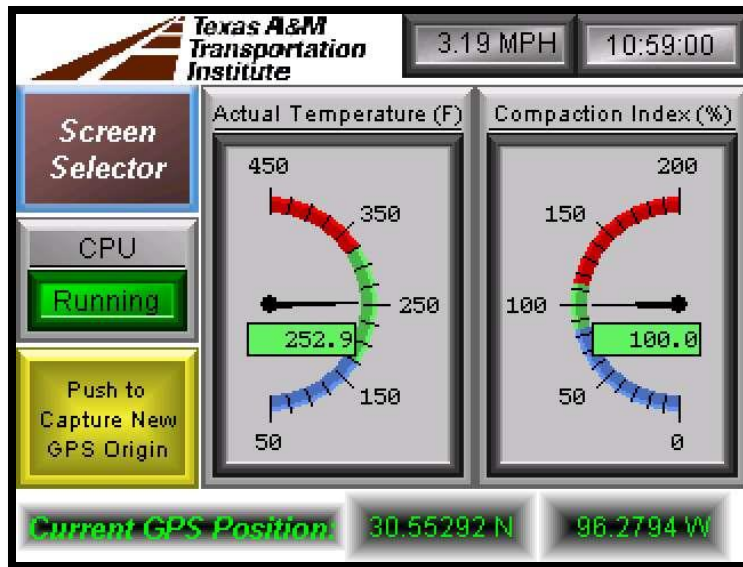 Texas A&M
Transportation
Institute
3.19 MPH
10:59:00
Screen
Selector
CPU
Running
Push to
Capture New
GPS Origin
Actual Temperature (F)
450
350
250
252.9
150
50
Compaction Index (%)
200
150
100
100.0
50
0
Current GPS Position:
30.55292 N
96.2794 W